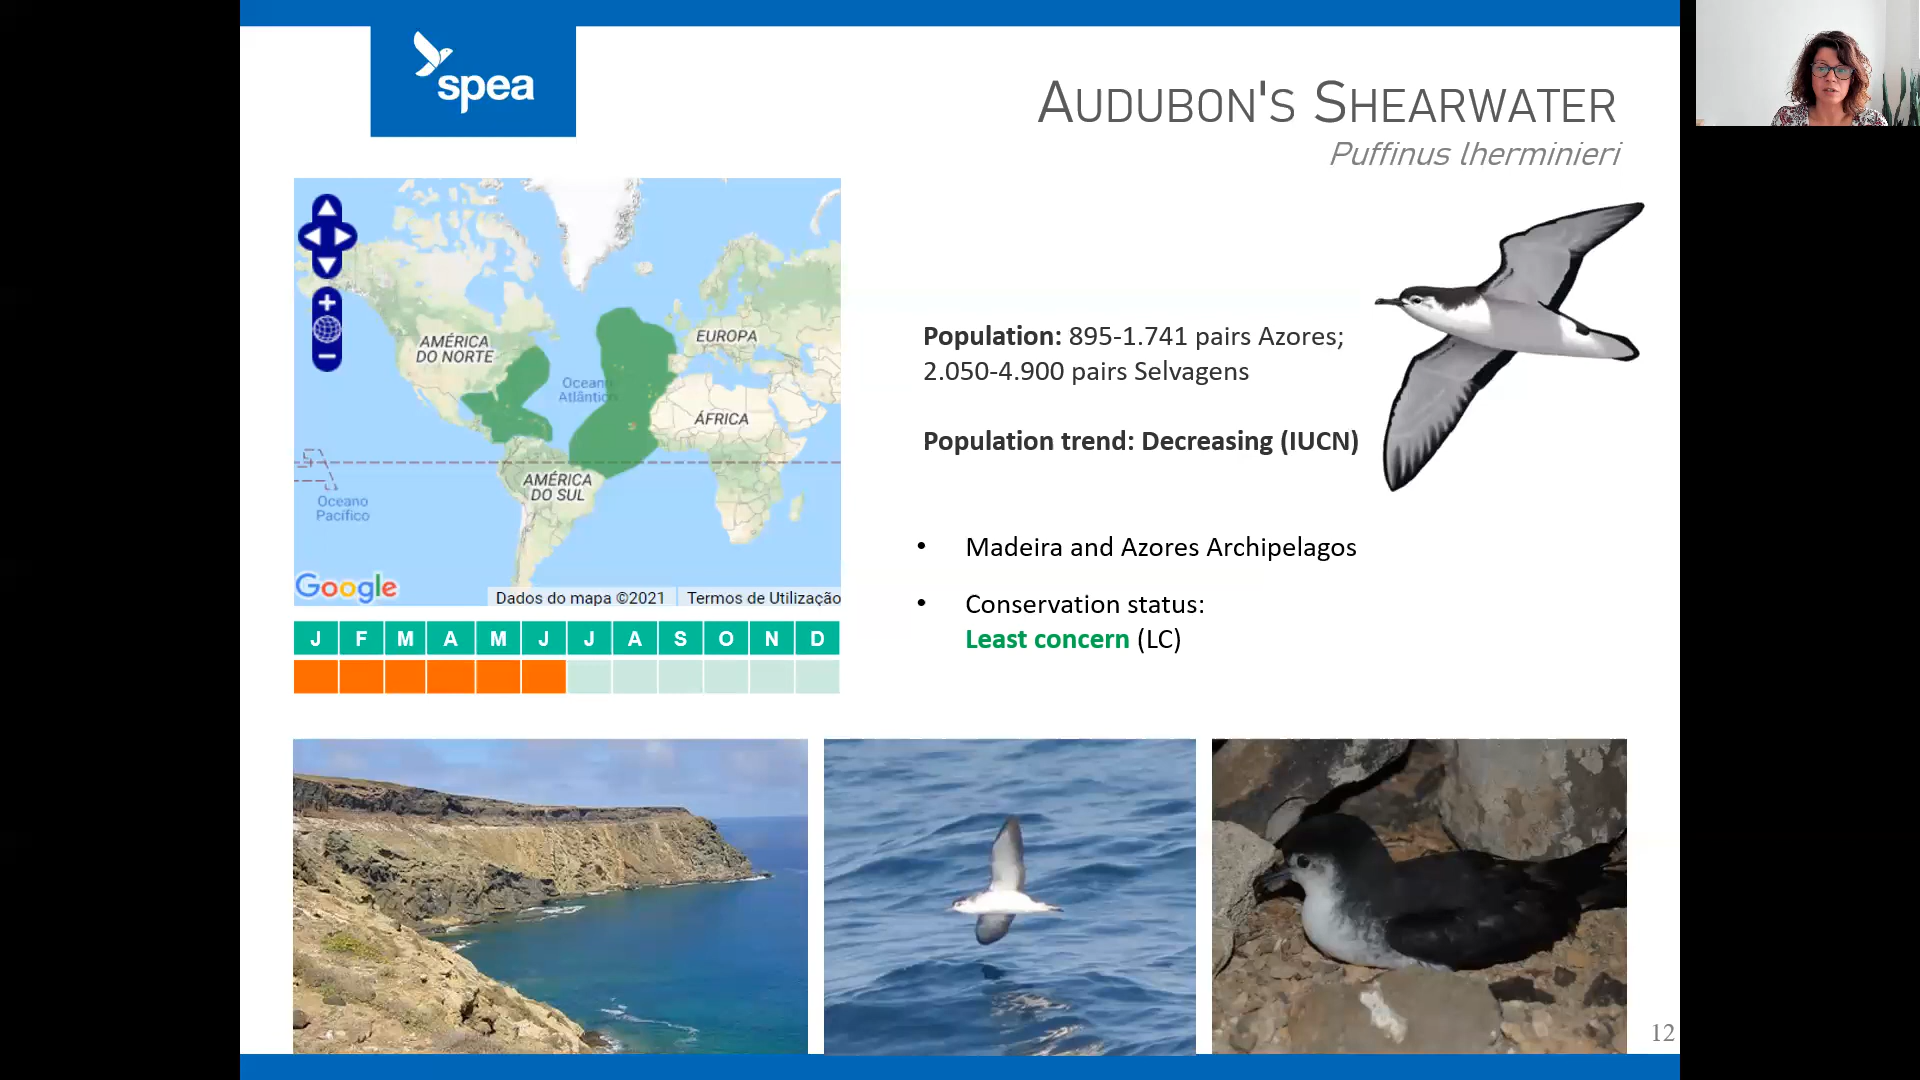 spea
AUDUBON'S SHEARWATER
Puffinus lherminieri
AMÉRICA
DO NORTE
EUROPA
Oceano
Atlântico
ÁFRICA
AMÉRICA
DO SUL
Oceano
Pacífico
Google
Dados do mapa ©2021
Termos de Utilização
J F M A M J J A S O N D
Population: 895-1.741 pairs Azores;
2.050-4.900 pairs Selvagens
Population trend: Decreasing (IUCN)
• Madeira and Azores Archipelagos
• Conservation status:
Least concern (LC)
12